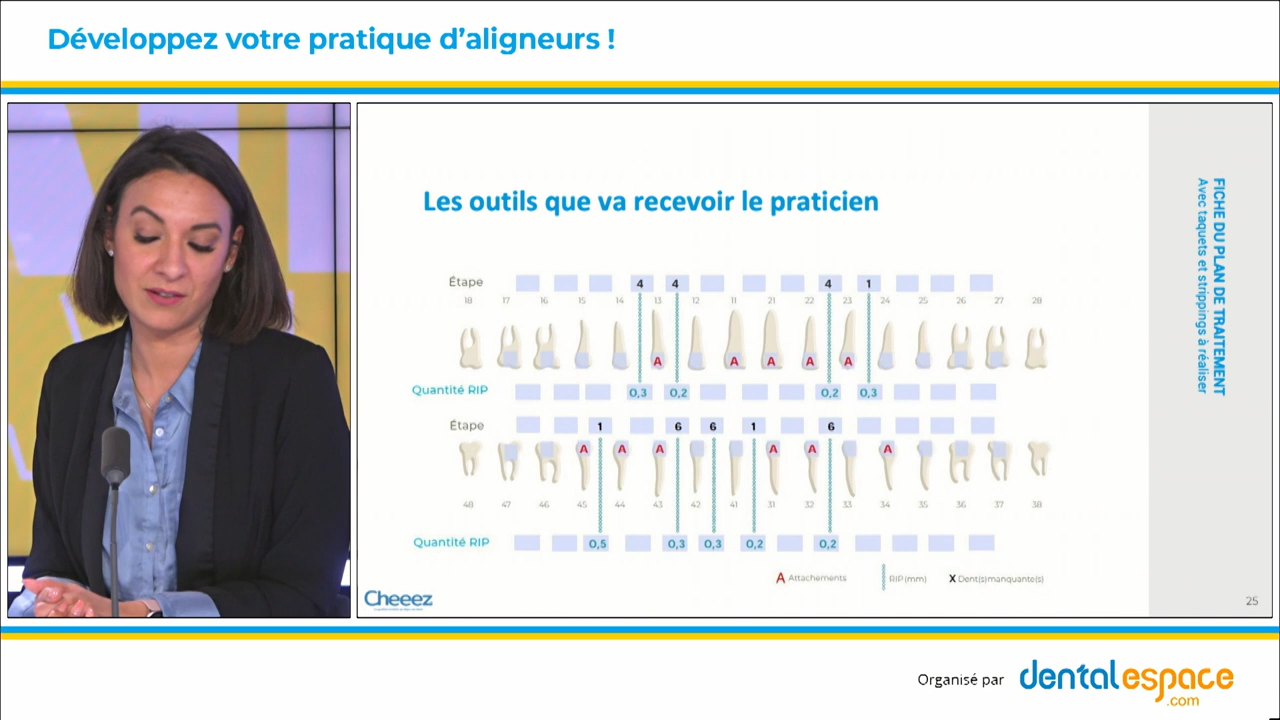 Développez votre pratique d'aligneurs !
Les outils que va recevoir le praticien
FICHE DU PLAN DE TRAITEMENT
Avec taquets et strippings à réaliser
Étape 4 4 4 1
18 17 16 15 14 13 12 11 21 22 23 24 25 26 27 28
A A A A A
Quantité RIP 0,3 0,2 0,2 0,3
Étape 1 6 6 1 6
A A A A A A
48 47 46 45 44 43 42 41 31 32 33 34 35 36 37 38
Quantité RIP 0,5 0,3 0,3 0,2 0,2
A Attachements RIP (mm) X Dent(s) manquante(s)
Cheeez
25
Organisé par dentalespace
.com